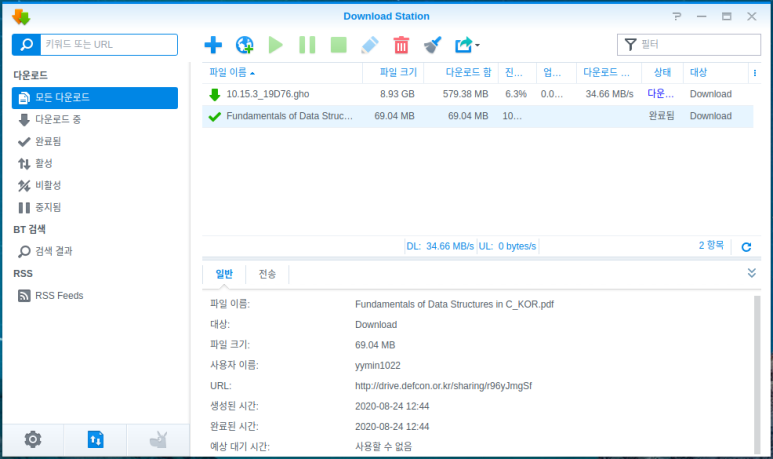 Download Station
키워드 또는 URL
필터
다운로드
모든 다운로드
다운로드 중
완료됨
활성
비활성
중지됨
BT 검색
검색 결과
RSS
RSS Feeds
파일 이름 파일 크기 다운로드 함 진... 업... 다운로드 ... 상태 대상
10.15.3_19D76.gho 8.93 GB 579.38 MB 6.3% 0.0... 34.66 MB/s 다운... Download
Fundamentals of Data Struc... 69.04 MB 69.04 MB 10... 완료됨 Download
DL: 34.66 MB/s UL: 0 bytes/s 2 항목
일반 전송
파일 이름: Fundamentals of Data Structures in C_KOR.pdf
대상: Download
파일 크기: 69.04 MB
사용자 이름: yymin1022
URL: http://drive.defcon.or.kr/sharing/r96yJmgSf
생성된 시간: 2020-08-24 12:44
완료된 시간: 2020-08-24 12:44
예상 대기 시간: 사용할 수 없음